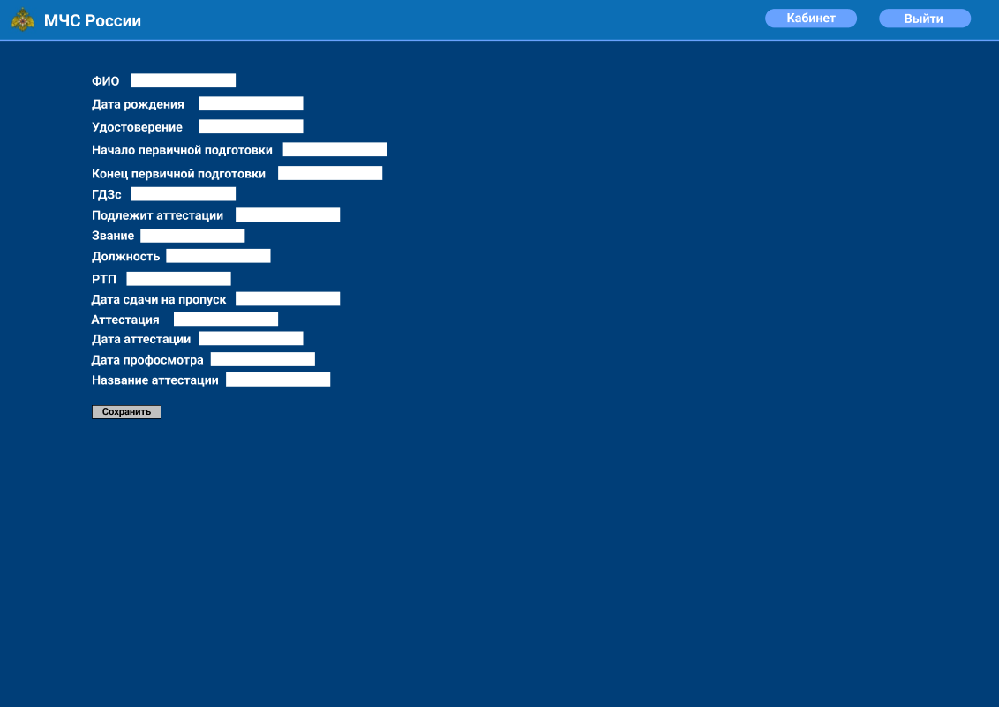 МЧС России
Кабинет
Выйти
ФИО
Дата рождения
Удостоверение
Начало первичной подготовки
Конец первичной подготовки
ГДЗс
Подлежит аттестации
Звание
Должность
РТП
Дата сдачи на пропуск
Аттестация
Дата аттестации
Дата профосмотра
Название аттестации
Сохранить